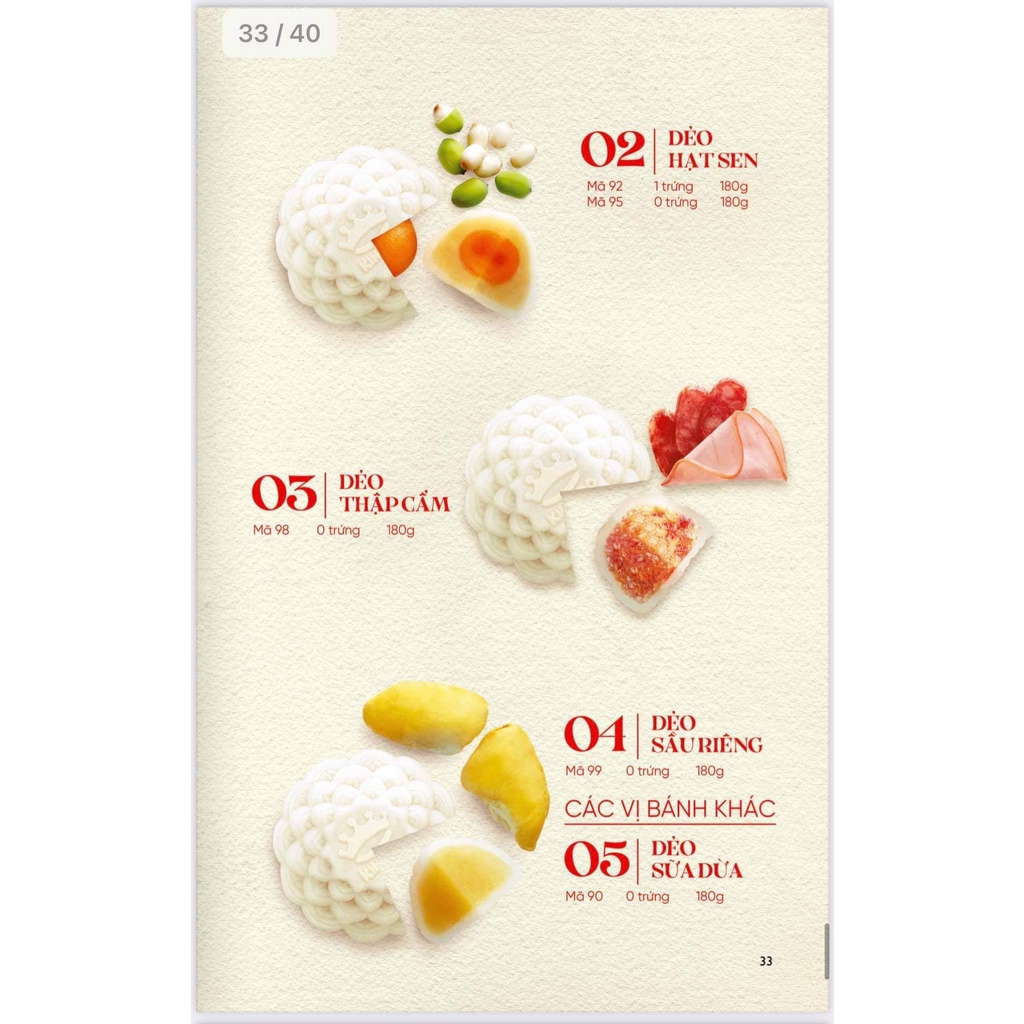 33 / 40
02
DẺO
HẠT SEN
Mã 92 1 trứng 180g
Mã 95 0 trứng 180g
03
DẺO
THẬP CẨM
Mã 98 0 trứng 180g
04
DẺO
SẦU RIÊNG
Mã 99 0 trứng 180g
CÁC VỊ BÁNH KHÁC
05
DẺO
SỮA DỪA
Mã 90 0 trứng 180g
33